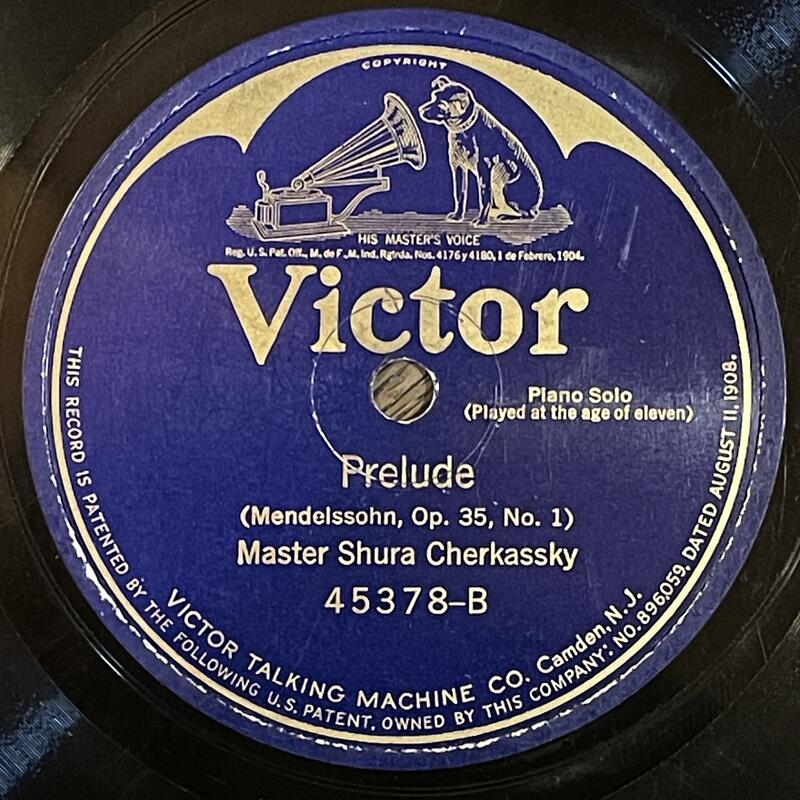 COPYRIGHT
HIS MASTER'S VOICE
Reg. U. S. Pat. Off., M. de F., M. Ind. Rgtrda. Nos. 4176 y 4180, 1 de Febrero, 1904.
Victor
Piano Solo
(Played at the age of eleven)
Prelude
(Mendelssohn, Op. 35, No. 1)
Master Shura Cherkassky
45378-B
VICTOR TALKING MACHINE CO. Camden, N. J.
THIS RECORD IS PATENTED BY THE FOLLOWING U.S. PATENT, OWNED BY THIS COMPANY: NO. 896,059, DATED AUGUST 11, 1908.